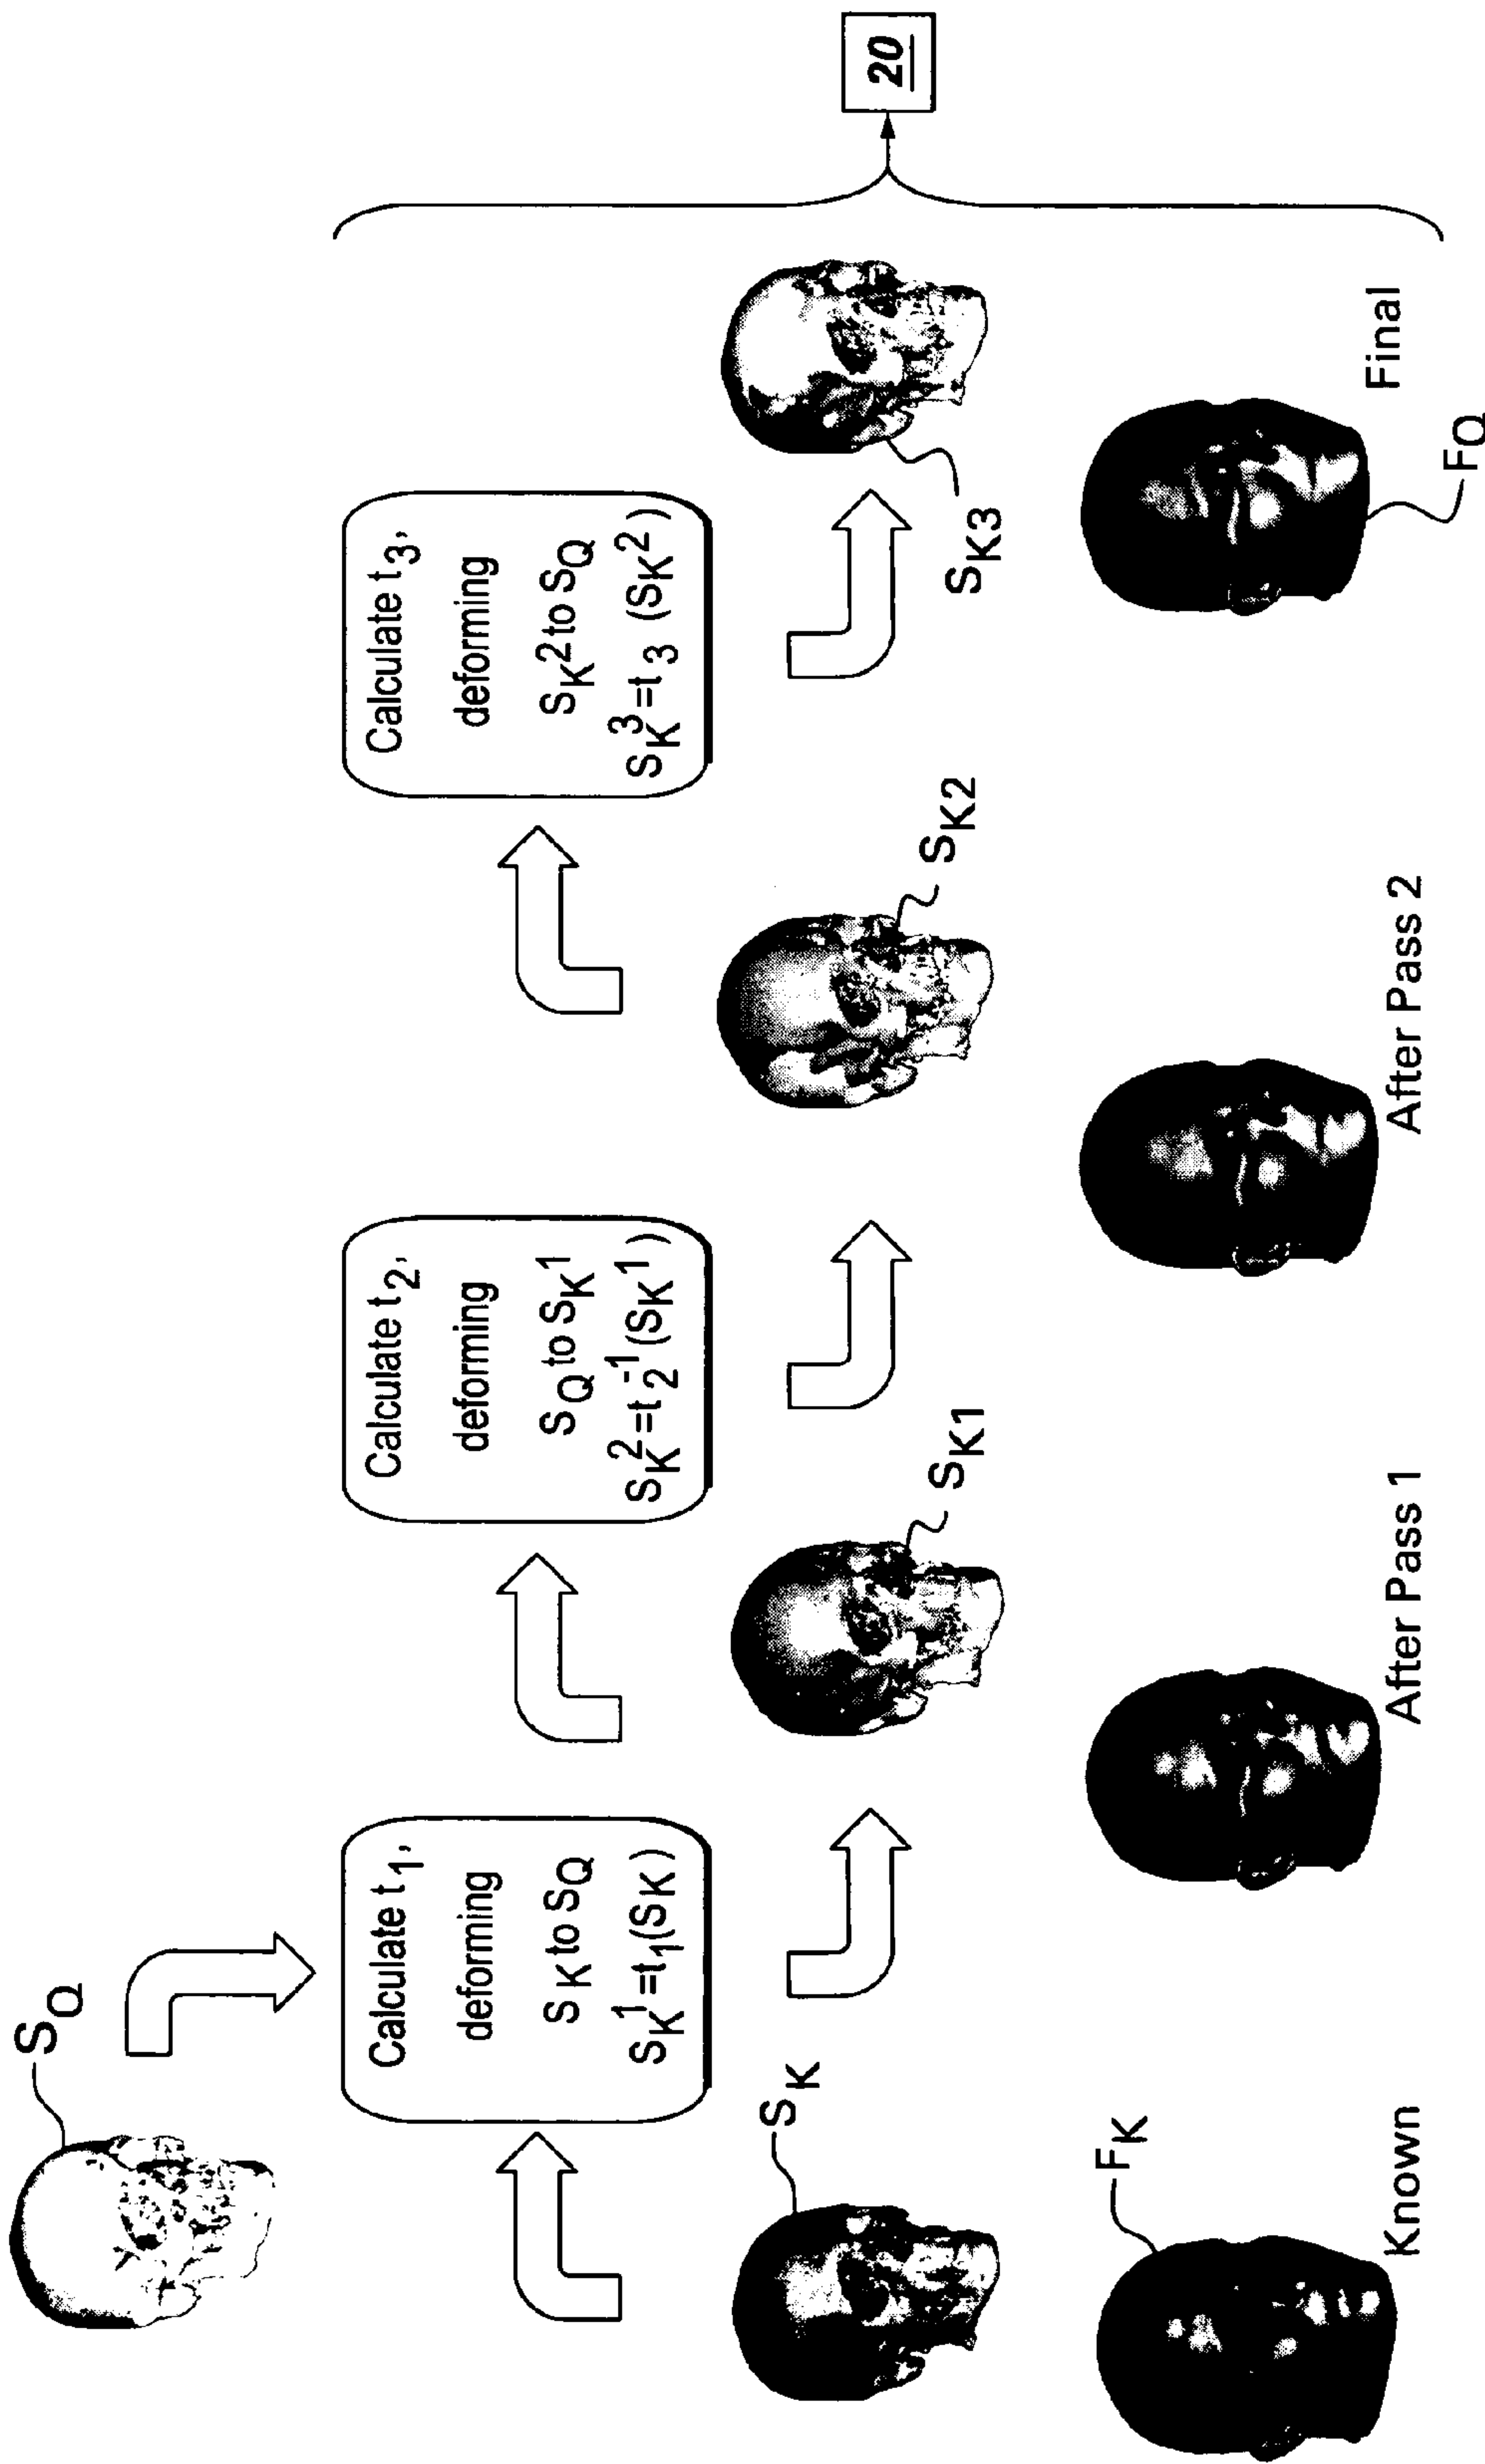 S_Q
Calculate t_1,
deforming
S_K to S_Q
S_K^1=t_1(S_K)
Calculate t_2,
deforming
S_Q to S_K^1
S_K^2=t_2^-1(S_K^1)
Calculate t_3,
deforming
S_K^2 to S_Q
S_K^3=t_3 (S_K^2)
20
S_K
S_K1
S_K2
S_K3
F_K
F_Q
Known
After Pass 1
After Pass 2
Final